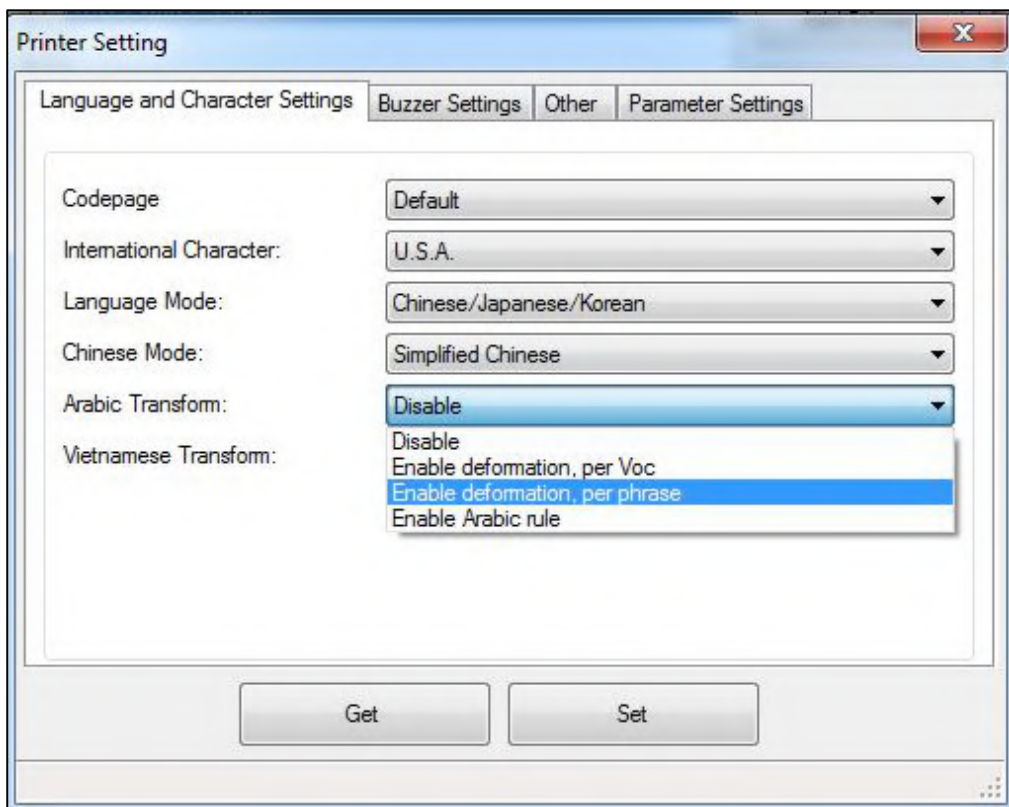 Printer Setting
Language and Character Settings Buzzer Settings Other Parameter Settings
Codepage Default
International Character: U.S.A.
Language Mode: Chinese/Japanese/Korean
Chinese Mode: Simplified Chinese
Arabic Transform: Disable
Disable
Vietnamese Transform: Enable deformation, per Voc
Enable deformation, per phrase
Enable Arabic rule
Get Set